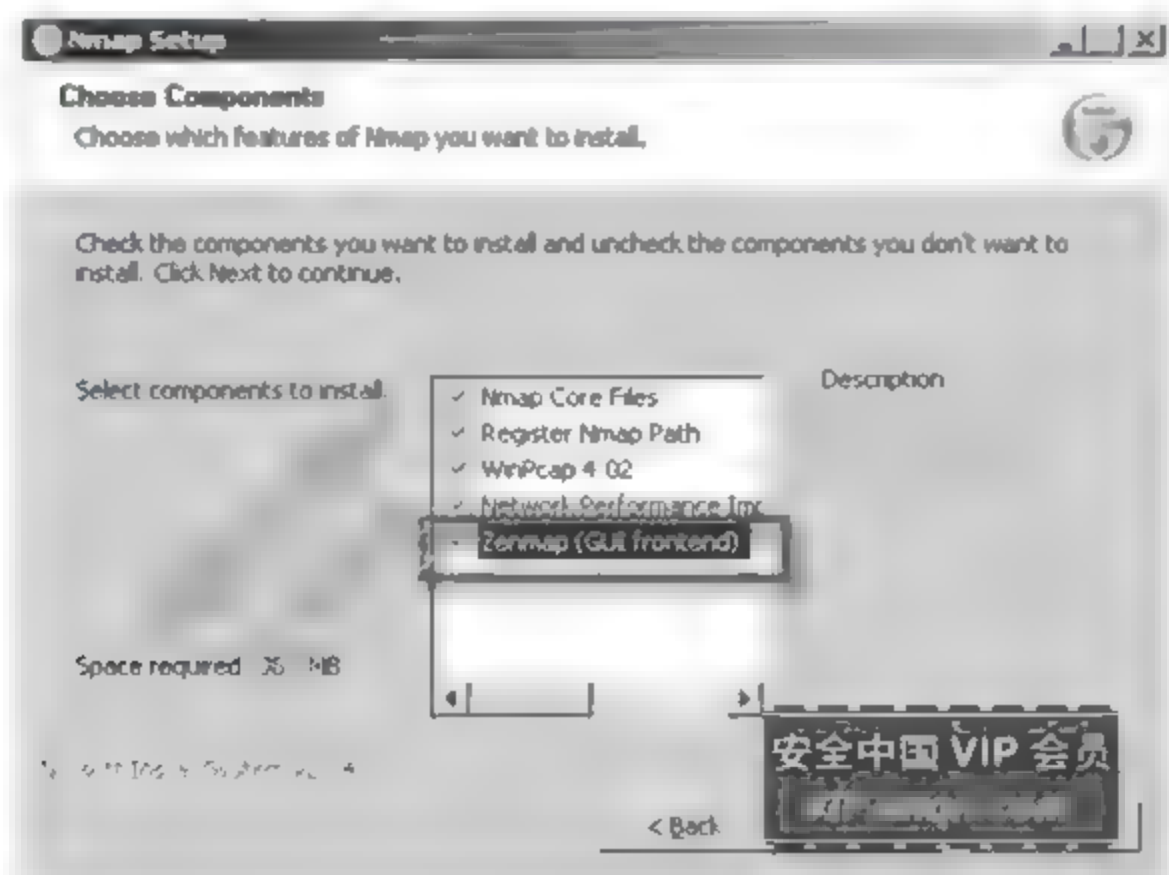 Nmap Setup
Choose Components
Choose which features of Nmap you want to install.
Check the components you want to install and uncheck the components you don't want to
install. Click Next to continue.
Select components to install.
Nmap Core Files
Register Nmap Path
WinPcap 4 02
Network Performance Im
Zenmap (GUI frontend)
Description
Space required MB
安全中国 VIP 会员
< Back